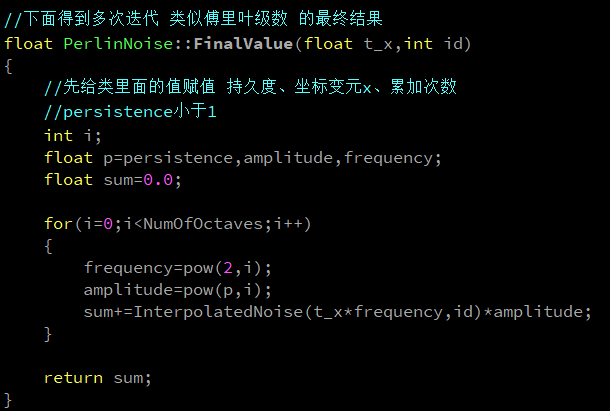 //下面得到多次迭代 类似傅里叶级数 的最终结果
float PerlinNoise::FinalValue(float t_x,int id)
{
//先给类里面的值赋值 持久度、坐标变元x、累加次数
//persistence小于1
int i;
float p=persistence,amplitude,frequency;
float sum=0.0;
for(i=0;i<NumOfOctaves;i++)
{
frequency=pow(2,i);
amplitude=pow(p,i);
sum+=InterpolatedNoise(t_x*frequency,id)*amplitude;
}
return sum;
}